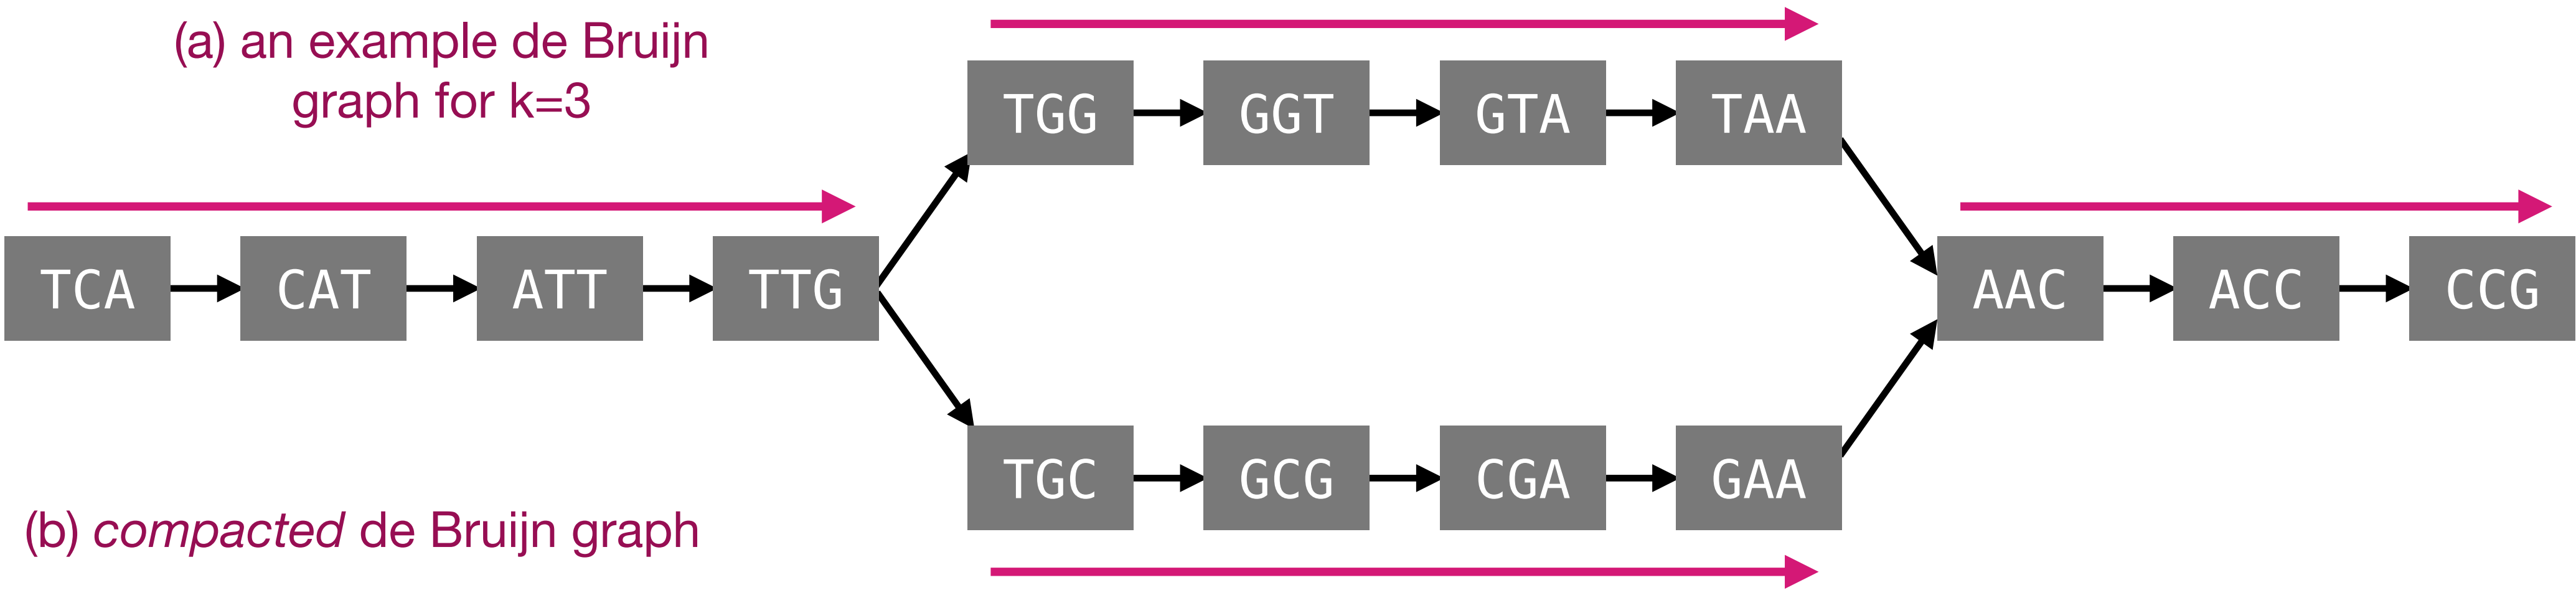 (a) an example de Bruijn
graph for k=3
TGG GGT GTA TAA
TCA CAT ATT TTG
AAC ACC CCG
TGC GCG CGA GAA
(b) compacted de Bruijn graph